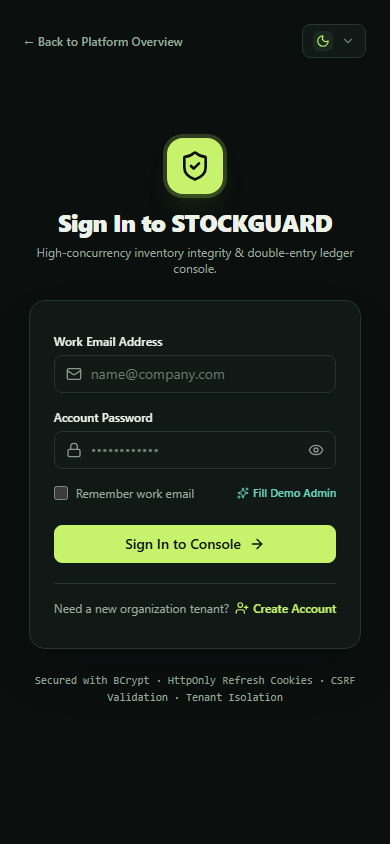 ← Back to Platform Overview
Sign In to STOCKGUARD
High-concurrency inventory integrity & double-entry ledger
console.
Work Email Address
name@company.com
Account Password
••••••••••••
Remember work email
Fill Demo Admin
Sign In to Console →
Need a new organization tenant? Create Account
Secured with BCrypt · HttpOnly Refresh Cookies · CSRF
Validation · Tenant Isolation